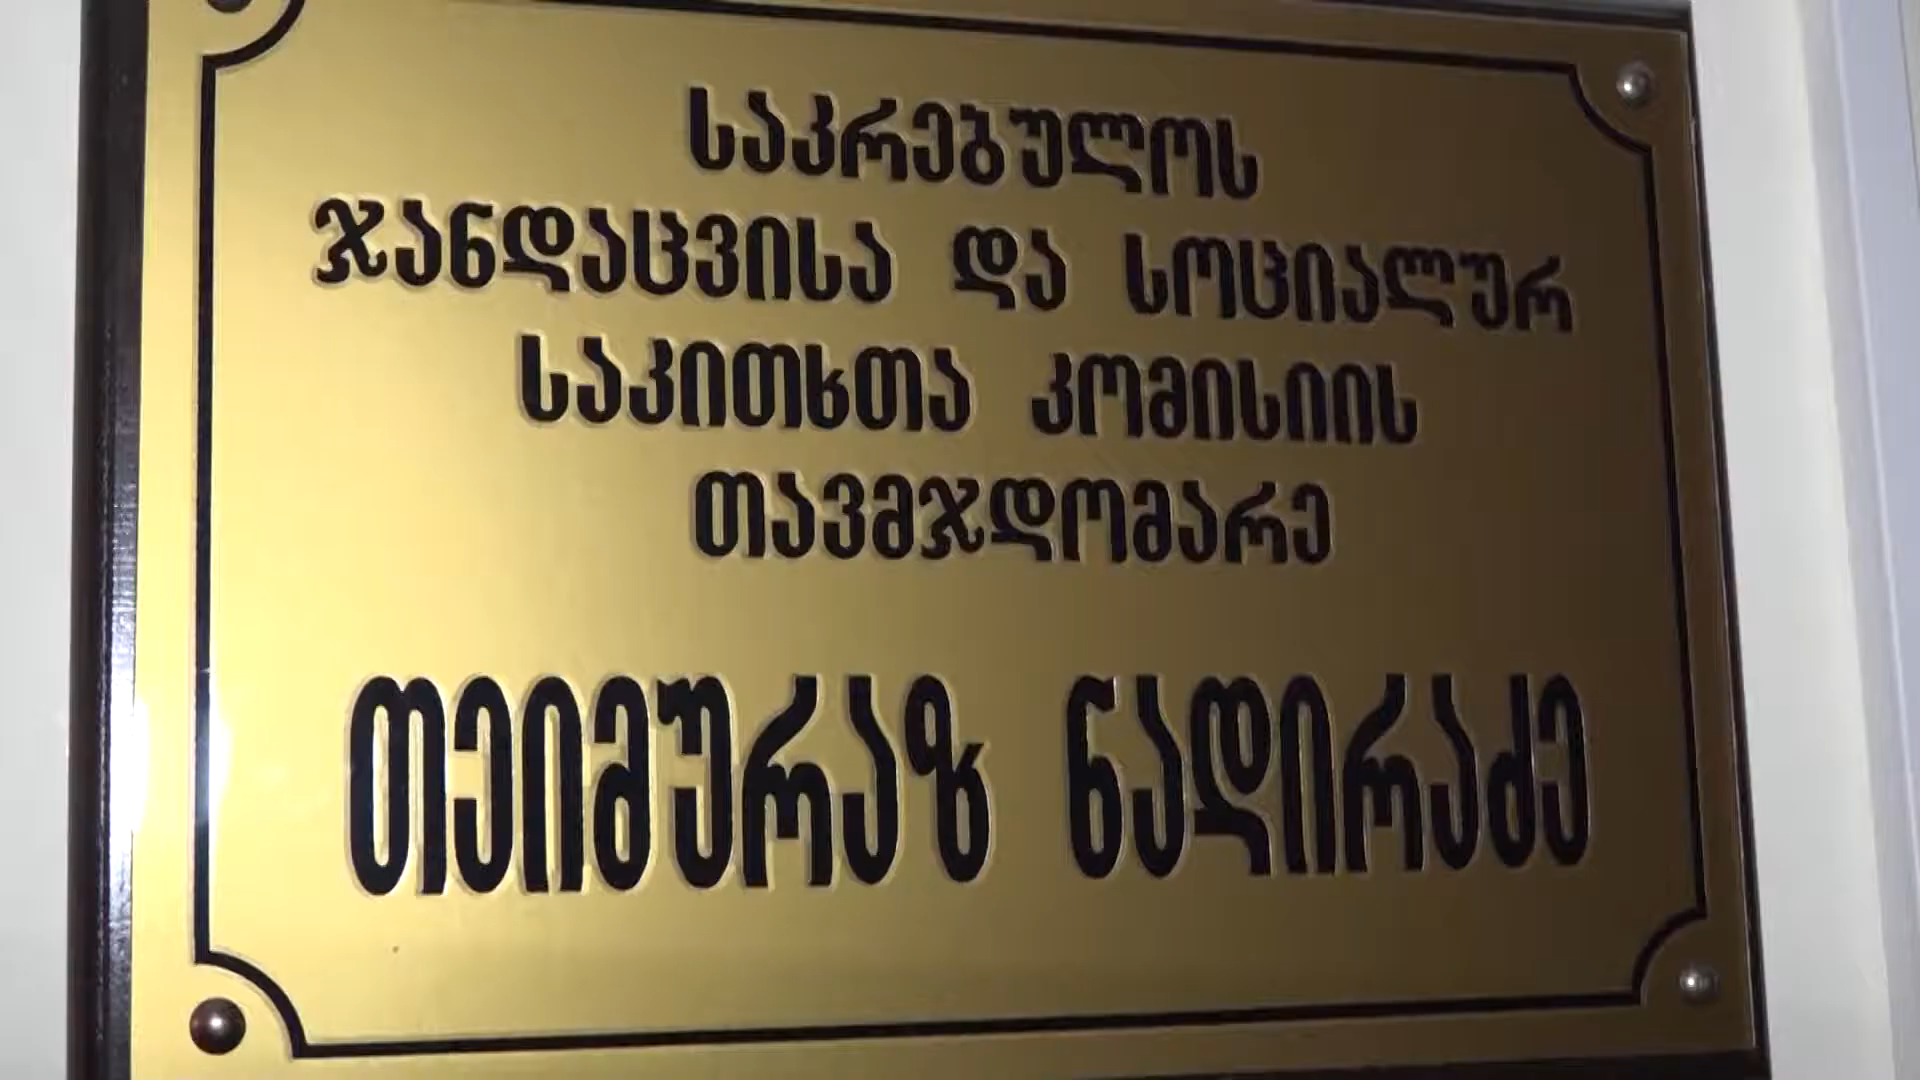 საკრებულოს
ჯანდაცვისა და სოციალურ
საკითხთა კომისიის
თავმჯდომარე
თეიმურაზ ნადირაძე